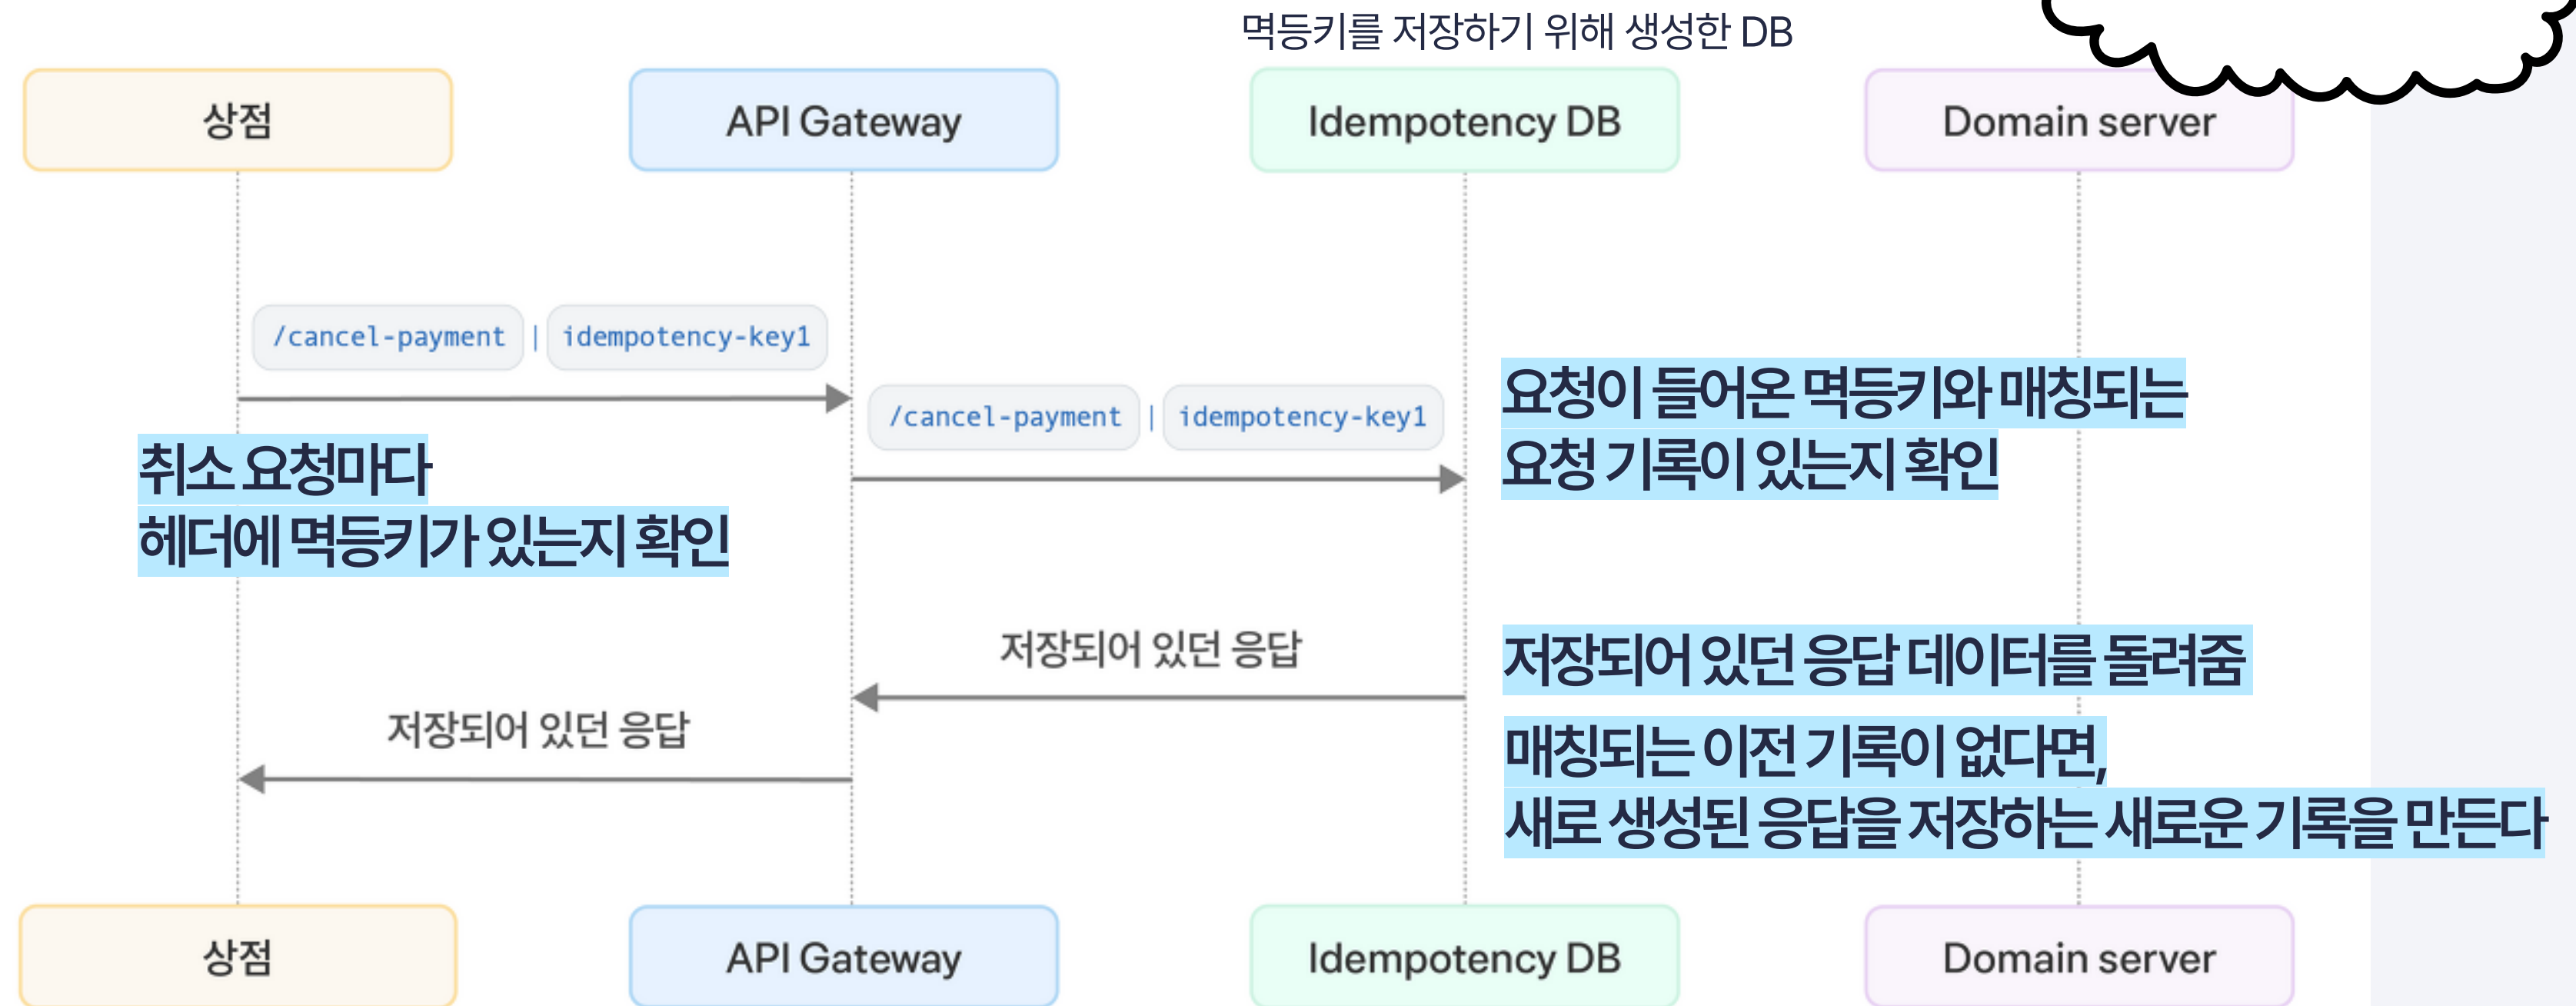 멱등키를 저장하기 위해 생성한 DB
상점
API Gateway
Idempotency DB
Domain server
/cancel-payment | idempotency-key1
/cancel-payment | idempotency-key1
요청이 들어온 멱등키와 매칭되는
요청 기록이 있는지 확인
취소 요청마다
헤더에 멱등키가 있는지 확인
저장되어 있던 응답
저장되어 있던 응답 데이터를 돌려줌
저장되어 있던 응답
매칭되는 이전 기록이 없다면,
새로 생성된 응답을 저장하는 새로운 기록을 만든다
상점
API Gateway
Idempotency DB
Domain server